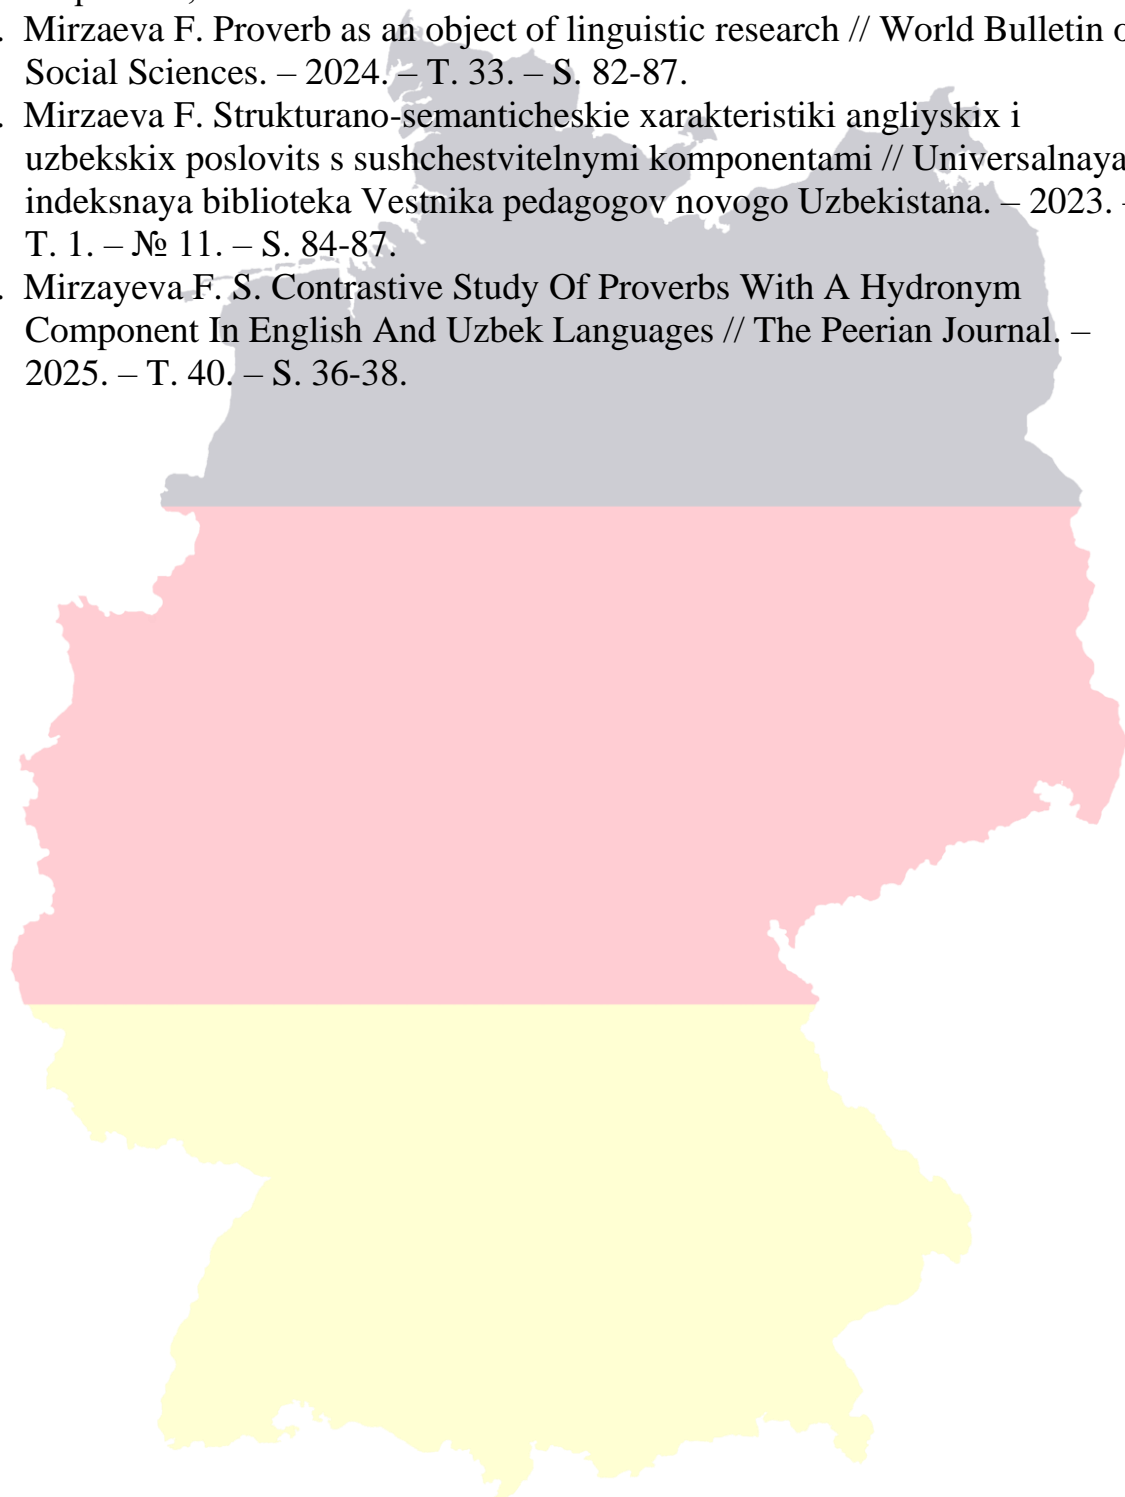 . Mirzaeva F. Proverb as an object of linguistic research // World Bulletin o
Social Sciences. – 2024. – T. 33. – S. 82-87.
. Mirzaeva F. Strukturano-semanticheskie xarakteristiki angliyskix i
uzbekskix poslovits s sushchestvitelnymi komponentami // Universalnaya
indeksnaya biblioteka Vestnika pedagogov novogo Uzbekistana. – 2023. –
T. 1. – № 11. – S. 84-87.
. Mirzayeva F. S. Contrastive Study Of Proverbs With A Hydronym
Component In English And Uzbek Languages // The Peerian Journal. –
2025. – T. 40. – S. 36-38.